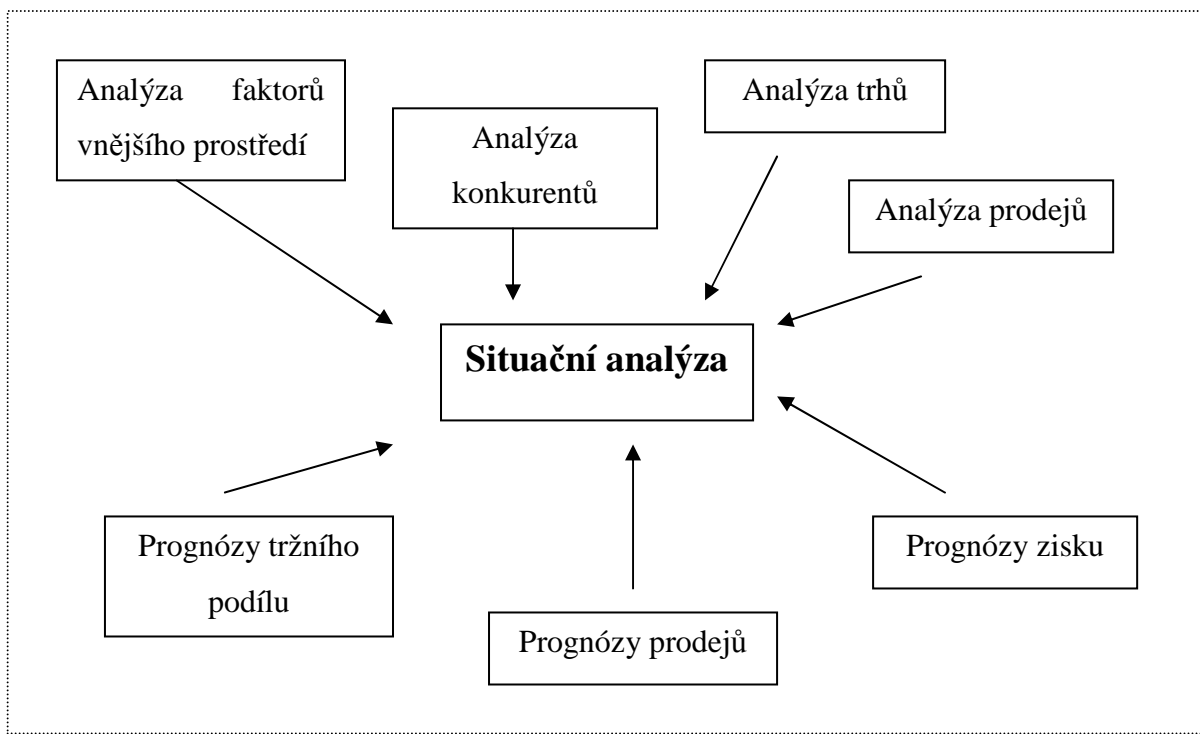 Analýza faktorů
vnějšího prostředí
Analýza
konkurentů
Analýza trhů
Analýza prodejů
Situační analýza
Prognózy tržního
podílu
Prognózy prodejů
Prognózy zisku